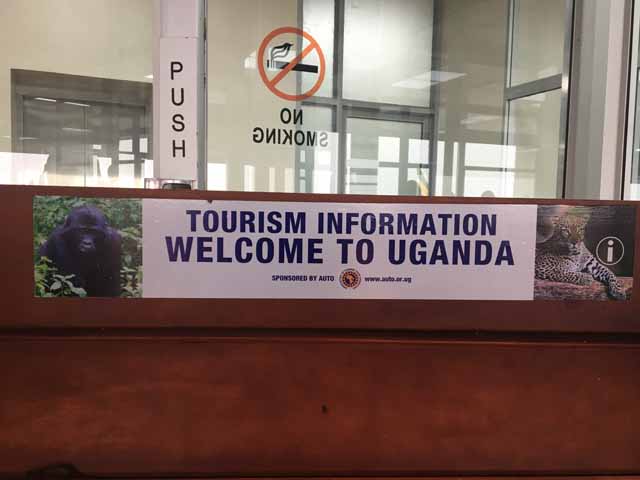 PUSH
NO
SMOKING
TOURISM INFORMATION
WELCOME TO UGANDA
SPONSORED BY AUTO www.auto.or.ug
i